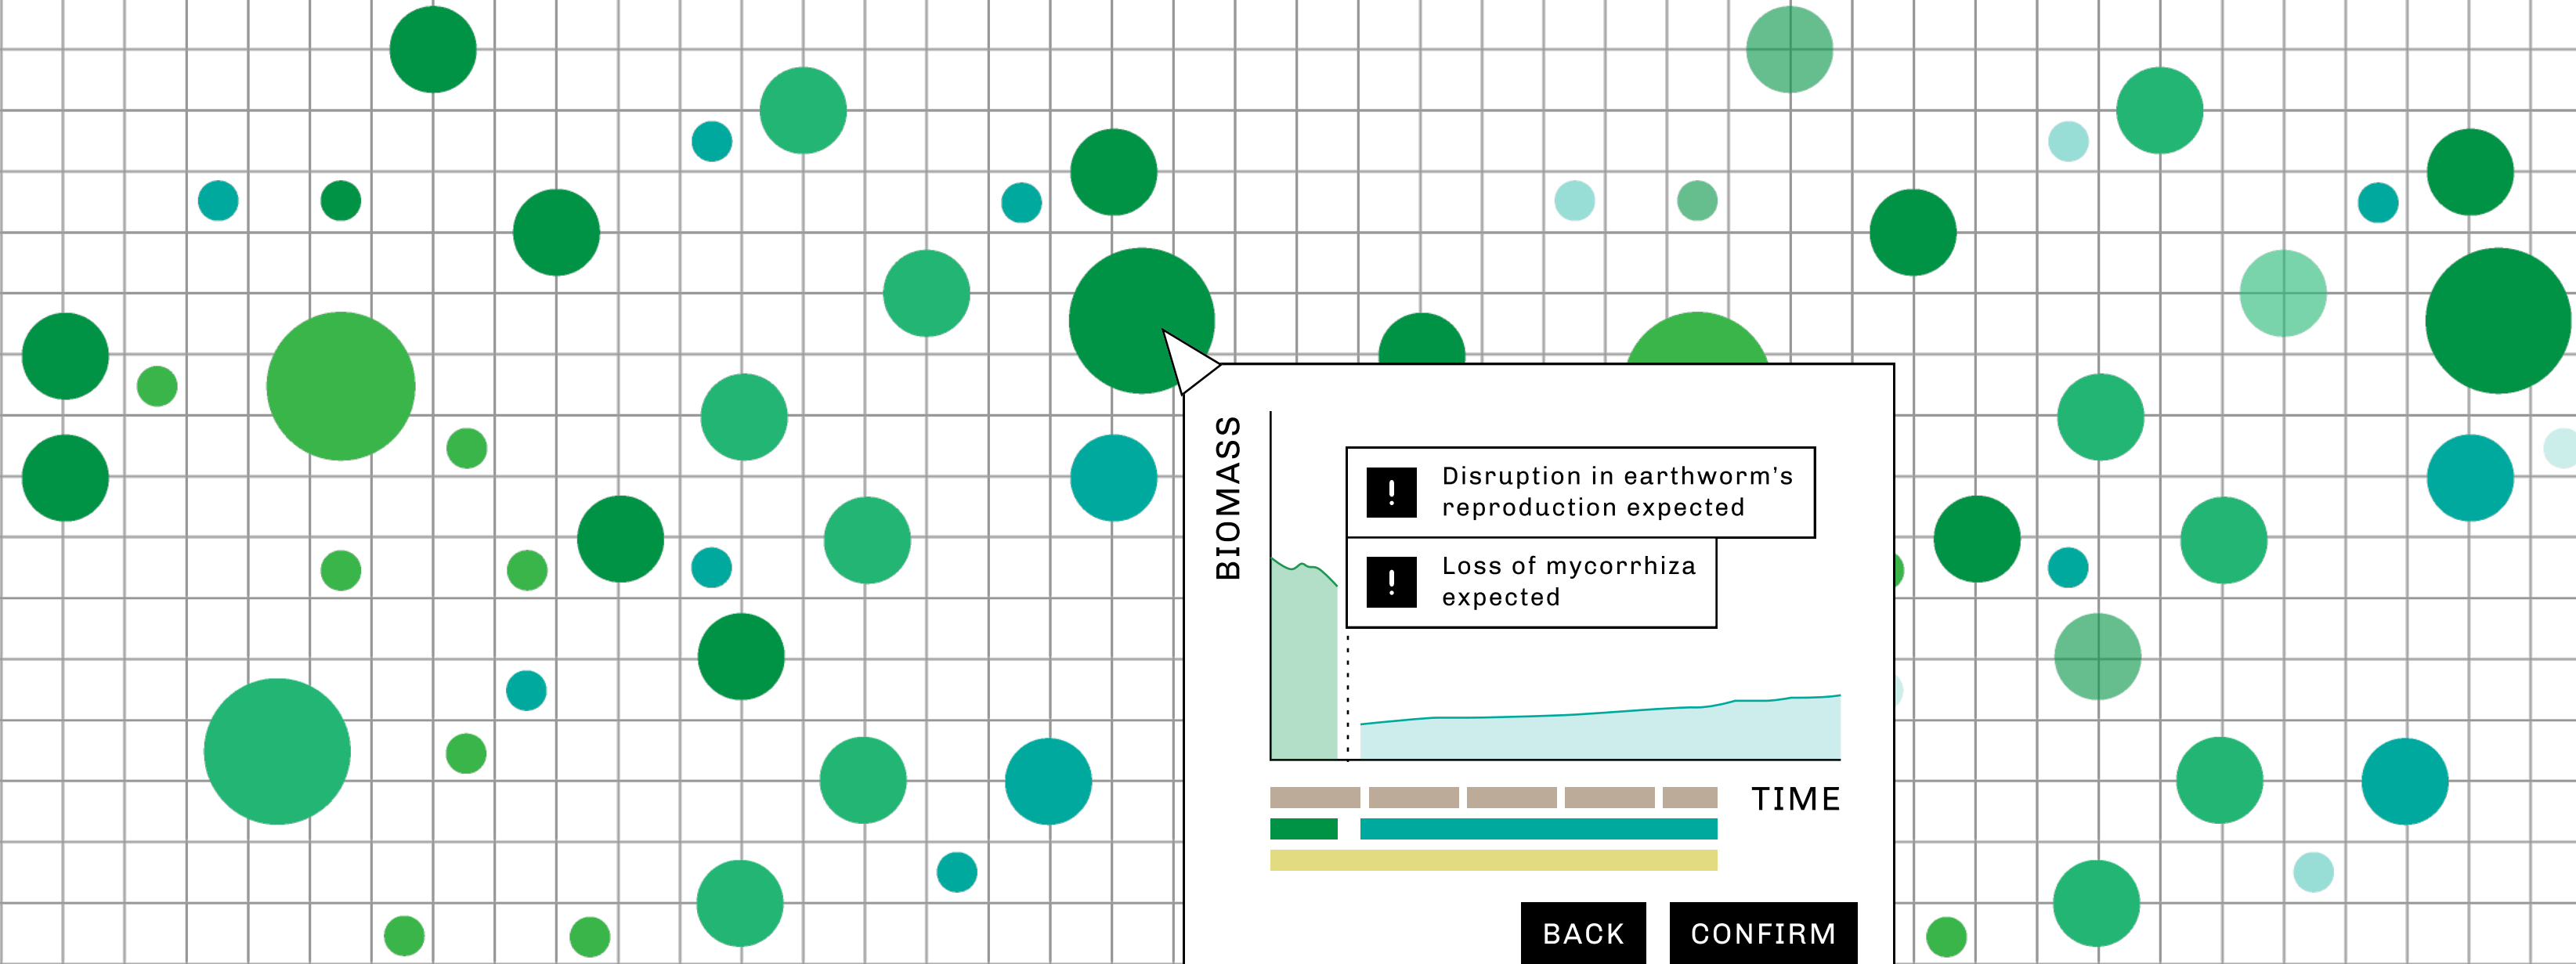 BIOMASS
Disruption in earthworm's
reproduction expected
Loss of mycorrhiza
expected
TIME
BACK
CONFIRM